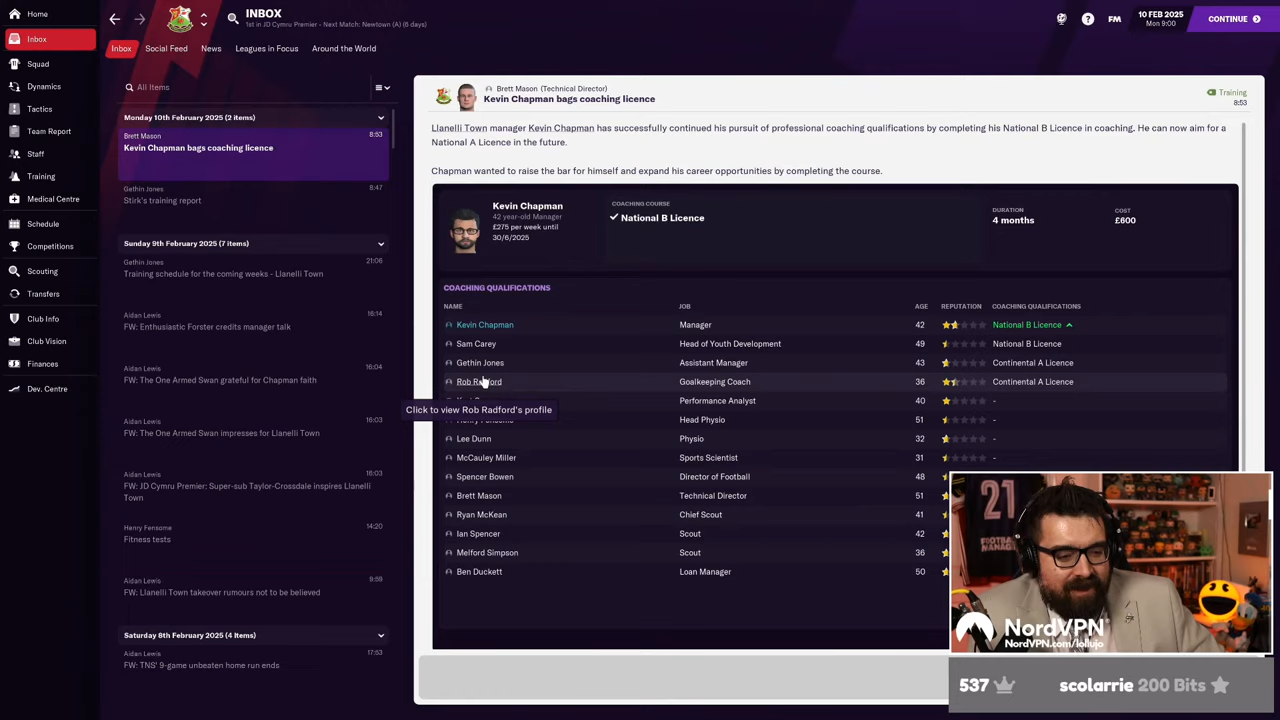 Home
INBOX
1st in JD Cymru Premier - Next Match: Newtown (A) (6 days)
FM
10 FEB 2025
Mon 9:00
CONTINUE
Inbox
Squad
Dynamics
Tactics
Team Report
Staff
Training
Medical Centre
Schedule
Competitions
Scouting
Transfers
Club Info
Club Vision
Finances
Dev. Centre
Inbox
Social Feed
News
Leagues in Focus
Around the World
All Items
Monday 10th February 2025 (2 items)
Brett Mason
8:53
Kevin Chapman bags coaching licence
Gethin Jones
8:47
Stirk's training report
Sunday 9th February 2025 (7 items)
Gethin Jones
21:06
Training schedule for the coming weeks - Llanelli Town
Aidan Lewis
16:14
FW: Enthusiastic Forster credits manager talk
Aidan Lewis
16:04
FW: The One Armed Swan grateful for Chapman faith
Aidan Lewis
16:03
FW: The One Armed Swan impresses for Llanelli Town
Aidan Lewis
16:03
FW: JD Cymru Premier: Super-sub Taylor-Crossdale inspires Llanelli
Town
Henry Fensome
14:20
Fitness tests
Aidan Lewis
9:59
FW: Llanelli Town takeover rumours not to be believed
Saturday 8th February 2025 (4 items)
Aidan Lewis
17:53
FW: TNS' 9-game unbeaten home run ends
Brett Mason (Technical Director)
Kevin Chapman bags coaching licence
Training
8:53
Llanelli Town manager Kevin Chapman has successfully continued his pursuit of professional coaching qualifications by completing his National B Licence in coaching. He can now aim for a
National A Licence in the future.
Chapman wanted to raise the bar for himself and expand his career opportunities by completing the course.
Kevin Chapman
42 year-old Manager
£275 per week until
30/6/2025
COACHING COURSE
National B Licence
DURATION
4 months
COST
£600
COACHING QUALIFICATIONS
NAME JOB AGE REPUTATION COACHING QUALIFICATIONS
Kevin Chapman Manager 42 National B Licence
Sam Carey Head of Youth Development 49 National B Licence
Gethin Jones Assistant Manager 43 Continental A Licence
Rob Radford Goalkeeping Coach 36 Continental A Licence
Performance Analyst 40 -
Click to view Rob Radford's profile
Head Physio 51 -
Lee Dunn Physio 32 -
McCauley Miller Sports Scientist 31 -
Spencer Bowen Director of Football 48
Brett Mason Technical Director 51
Ryan McKean Chief Scout 41
Ian Spencer Scout 42
Melford Simpson Scout 36
Ben Duckett Loan Manager 50
21
FOOTBALL
NordVPN
NordVPN.com/lollujo
537
scolarrie 200 Bits